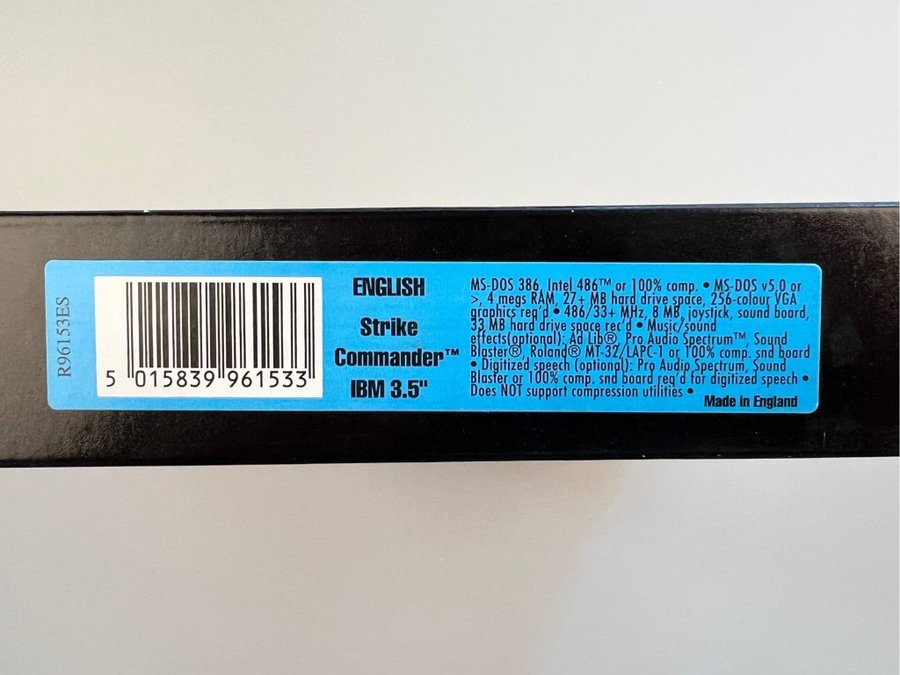 R96153ES
5 015839 961533
ENGLISH
Strike
Commander™
IBM 3.5"
MS-DOS 386, Intel 486™ or 100% comp. • MS-DOS v5.0 or
>, 4 megs RAM, 27+ MB hard drive space, 256-colour VGA
graphics req'd • 486/33+ MHz, 8 MB, joystick, sound board,
33 MB hard drive space rec'd • Music/sound
effects(optional): Ad Lib®, Pro Audio Spectrum™, Sound
Blaster®, Roland® MT-32/LAPC-1 or 100% comp. snd board
• Digitized speech (optional): Pro Audio Spectrum, Sound
Blaster or 100% comp. snd board req'd for digitized speech •
Does NOT support compression utilities •
Made in England